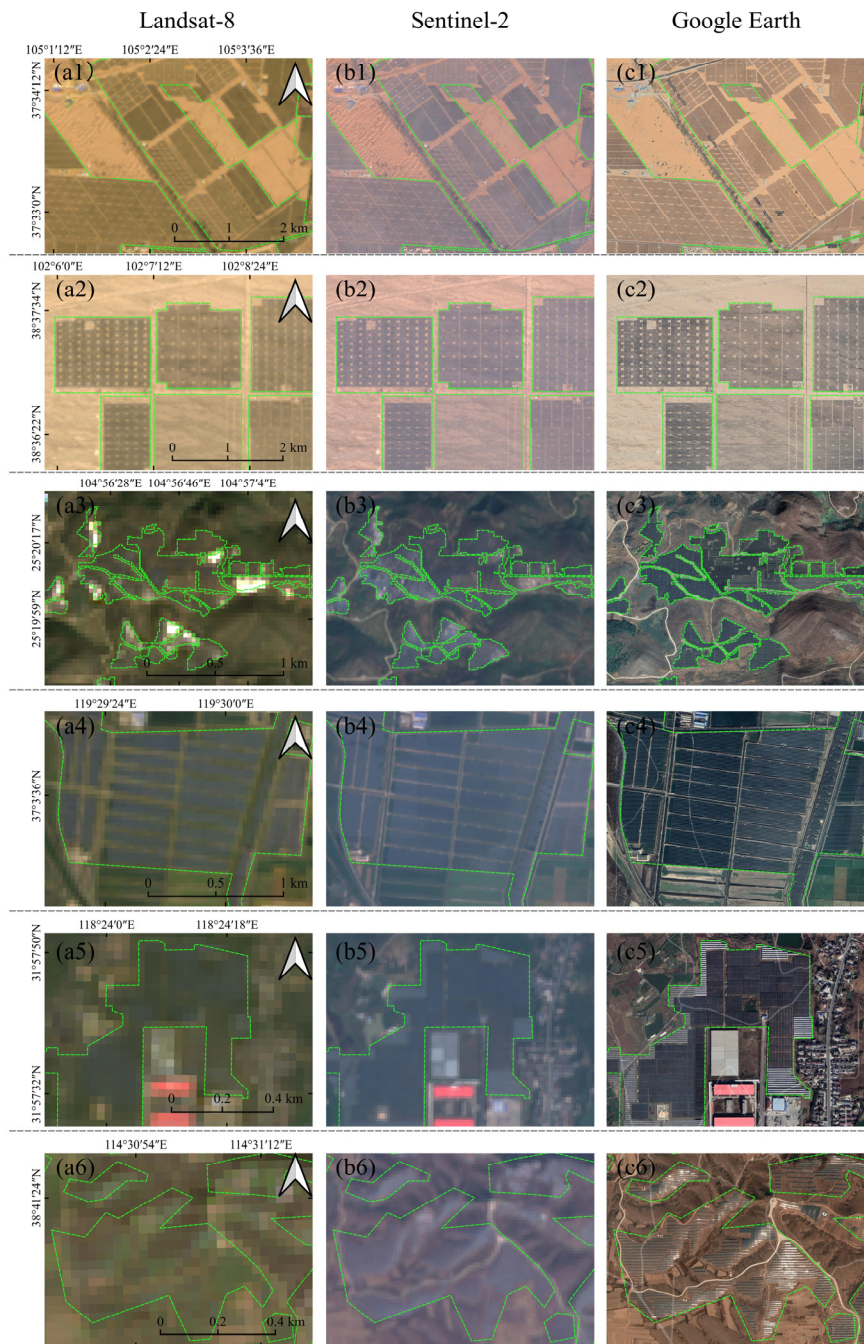 Landsat-8 Sentinel-2 Google Earth
105°1′12″E 105°2′24″E 105°3′36″E
(a1) (b1) (c1)
37°34′12″N
37°33′0″N
0 1 2 km
102°6′0″E 102°7′12″E 102°8′24″E
(a2) (b2) (c2)
38°37′34″N
38°36′22″N
0 1 2 km
104°56′28″E 104°56′46″E 104°57′4″E
(a3) (b3) (c3)
25°20′17″N
25°19′59″N
0 0.5 1 km
119°29′24″E 119°30′0″E
(a4) (b4) (c4)
37°3′36″N
0 0.5 1 km
118°24′0″E 118°24′18″E
(a5) (b5) (c5)
31°57′50″N
31°57′32″N
0 0.2 0.4 km
114°30′54″E 114°31′12″E
(a6) (b6) (c6)
38°41′24″N
0 0.2 0.4 km